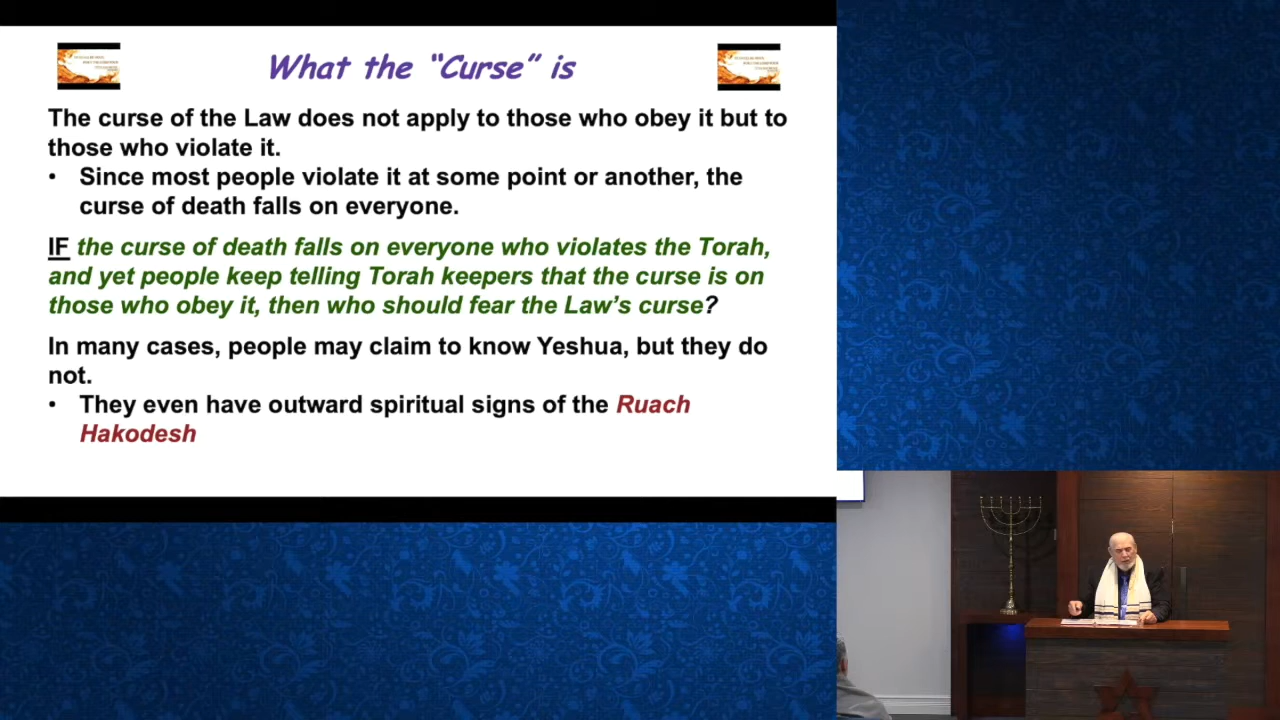 What the “Curse” is
The curse of the Law does not apply to those who obey it but to
those who violate it.
• Since most people violate it at some point or another, the
curse of death falls on everyone.
IF the curse of death falls on everyone who violates the Torah,
and yet people keep telling Torah keepers that the curse is on
those who obey it, then who should fear the Law’s curse?
In many cases, people may claim to know Yeshua, but they do
not.
• They even have outward spiritual signs of the Ruach
Hakodesh